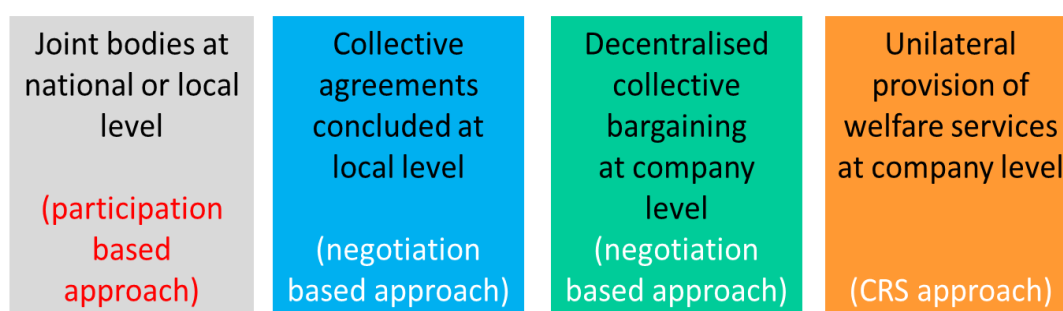 Joint bodies at
national or local
level
(participation
based
approach)
Collective
agreements
concluded at
local level
(negotiation
based approach)
Decentralised
collective
bargaining
at company
level
(negotiation
based approach)
Unilateral
provision of
welfare services
at company level
(CRS approach)